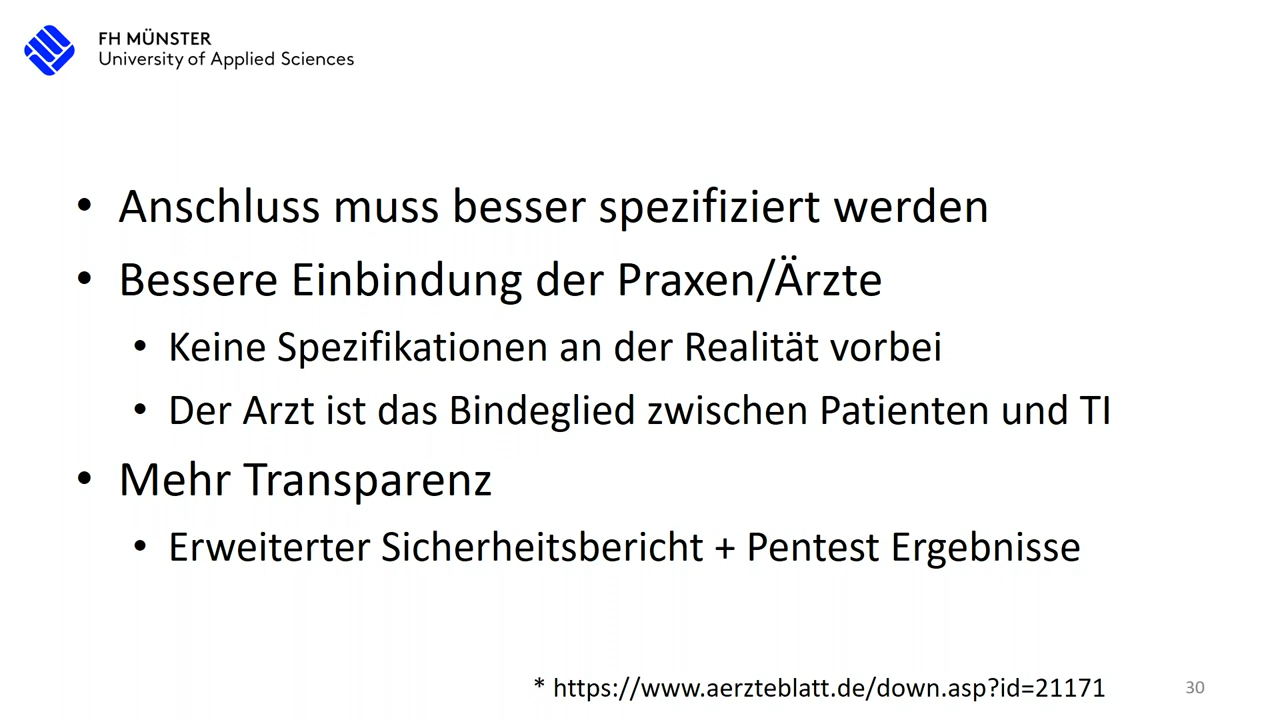 FH MÜNSTER
University of Applied Sciences
• Anschluss muss besser spezifiziert werden
• Bessere Einbindung der Praxen/Ärzte
• Keine Spezifikationen an der Realität vorbei
• Der Arzt ist das Bindeglied zwischen Patienten und TI
• Mehr Transparenz
• Erweiterter Sicherheitsbericht + Pentest Ergebnisse
* https://www.aerzteblatt.de/down.asp?id=21171
30